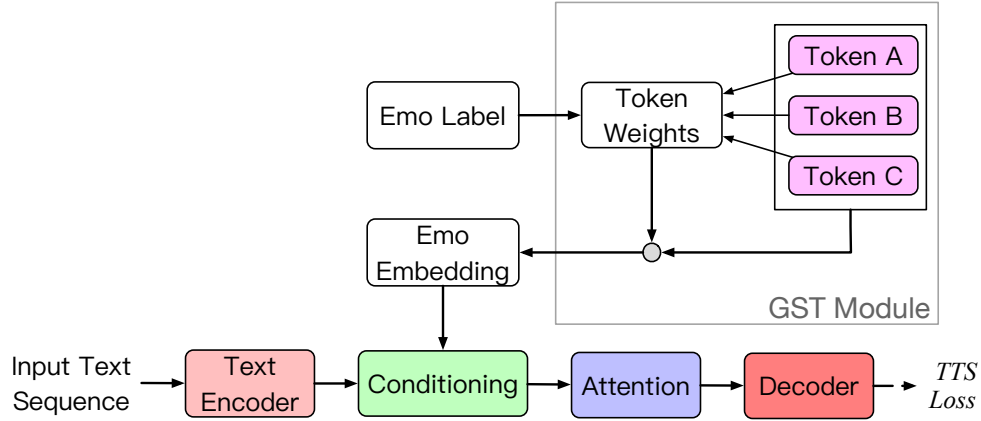 Token A
Emo Label
Token
Weights
Token B
Token C
Emo
Embedding
GST Module
Input Text
Sequence
Text
Encoder
Conditioning
Attention
Decoder
TTS
Loss